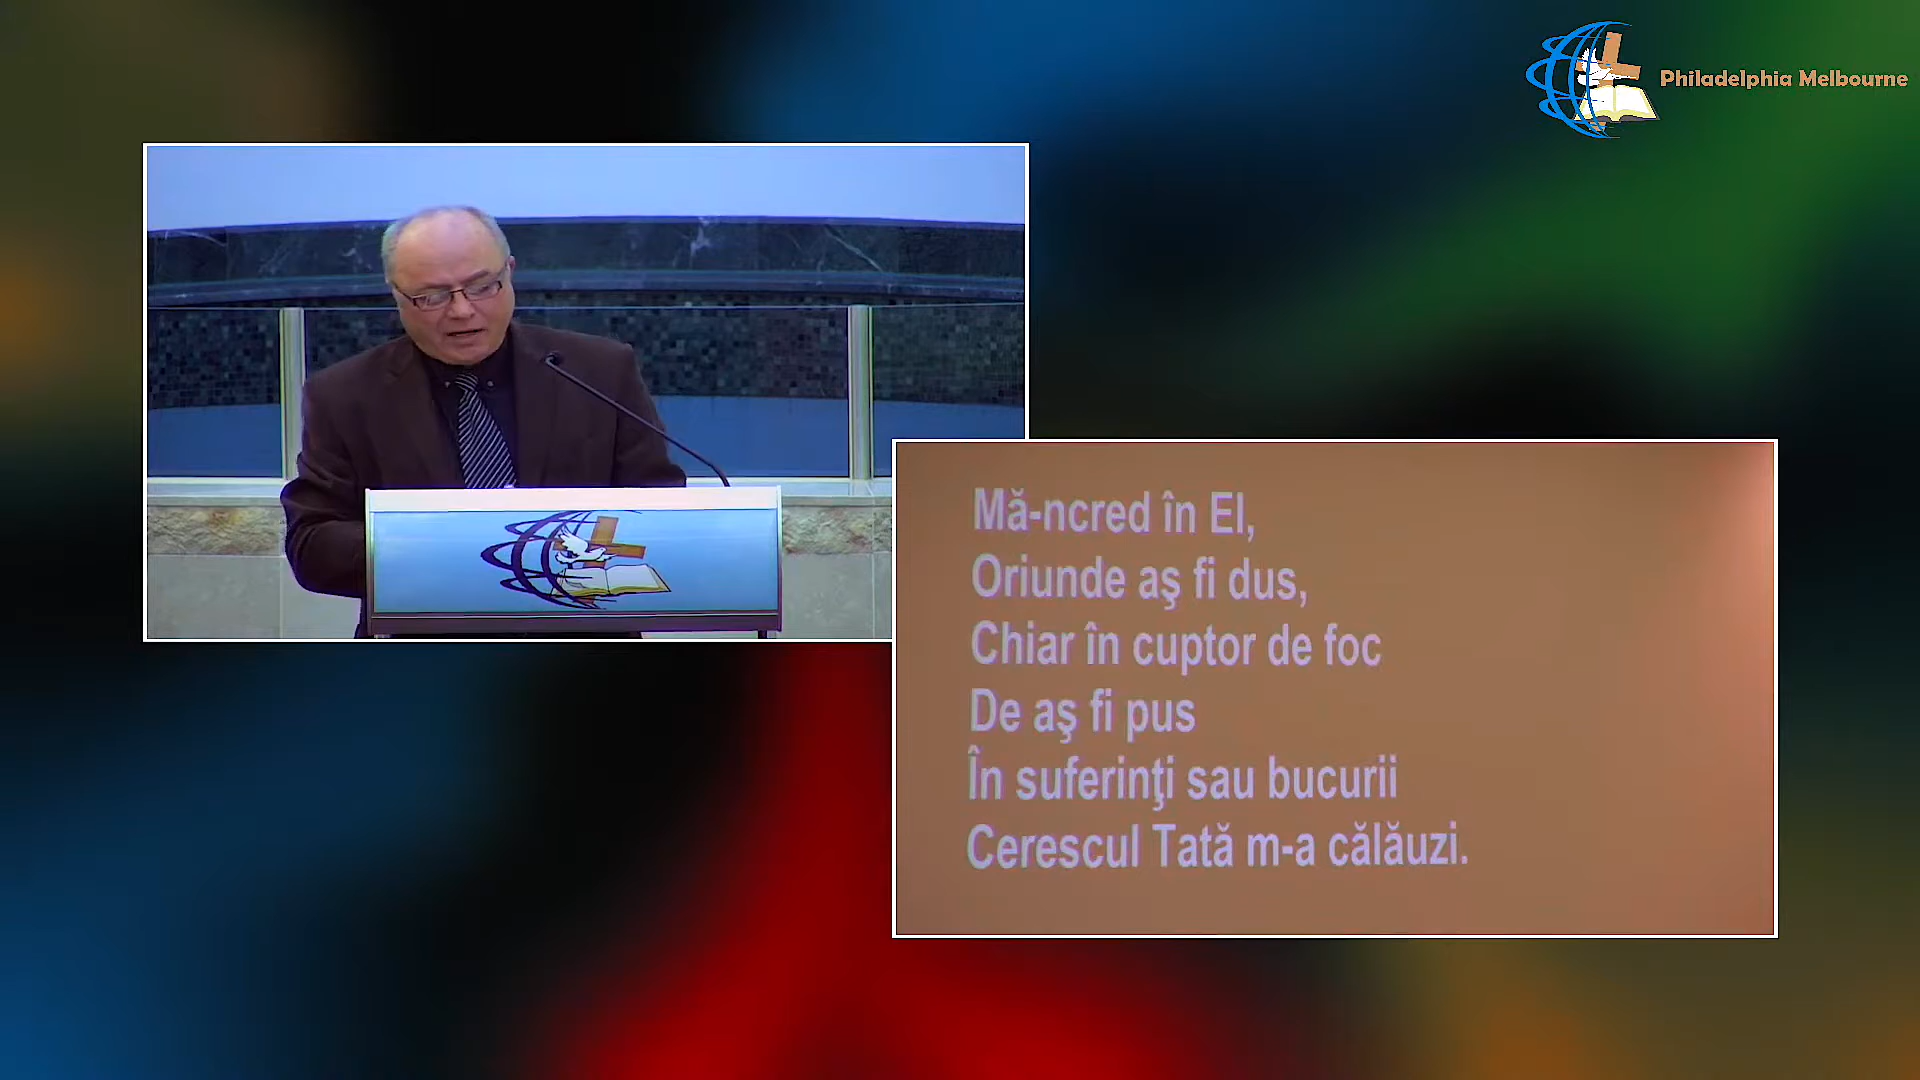 Philadelphia Melbourne
Mă-ncred în El,
Oriunde aş fi dus,
Chiar în cuptor de foc
De aş fi pus
În suferinţi sau bucurii
Cerescul Tată m-a călăuzi.